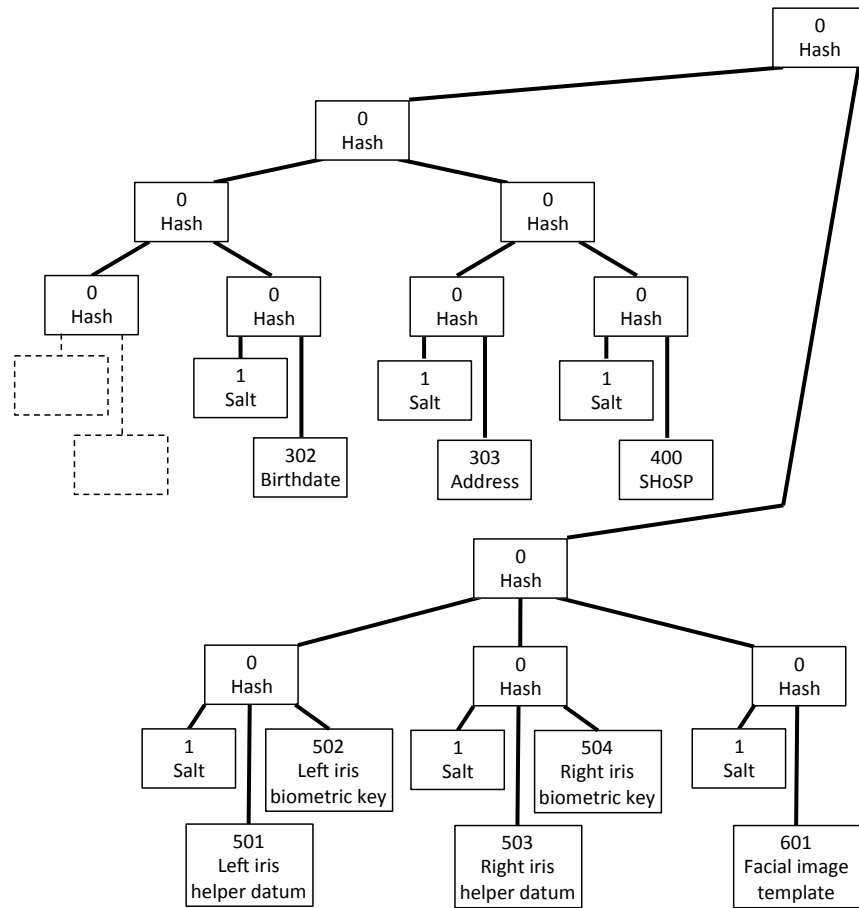 0
Hash
0
Hash
0
Hash
0
Hash
0
Hash
0
Hash
0
Hash
0
Hash
1
Salt
1
Salt
1
Salt
302
Birthdate
303
Address
400
SHoSP
0
Hash
0
Hash
0
Hash
0
Hash
1
Salt
502
Left iris
biometric key
1
Salt
504
Right iris
biometric key
1
Salt
501
Left iris
helper datum
503
Right iris
helper datum
601
Facial image
template